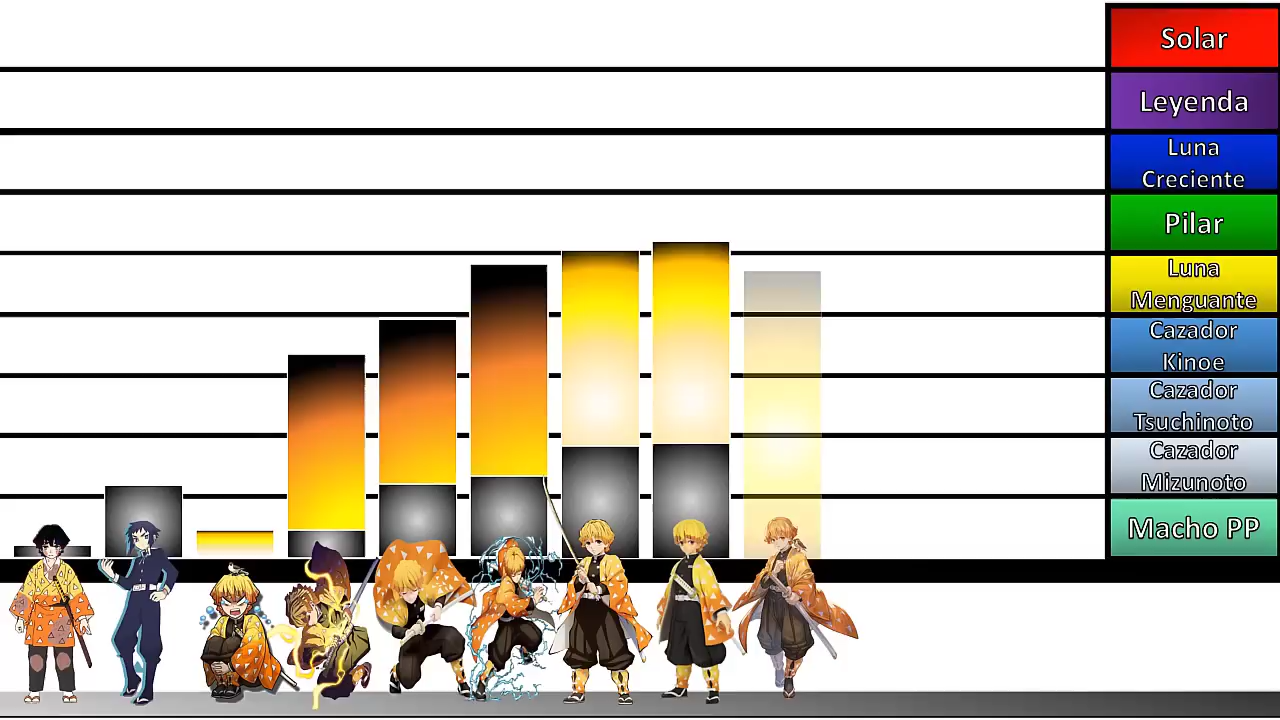 Solar
Leyenda
Luna
Creciente
Pilar
Luna
Menguante
Cazador
Kinoe
Cazador
Tsuchinoto
Cazador
Mizunoto
Macho PP